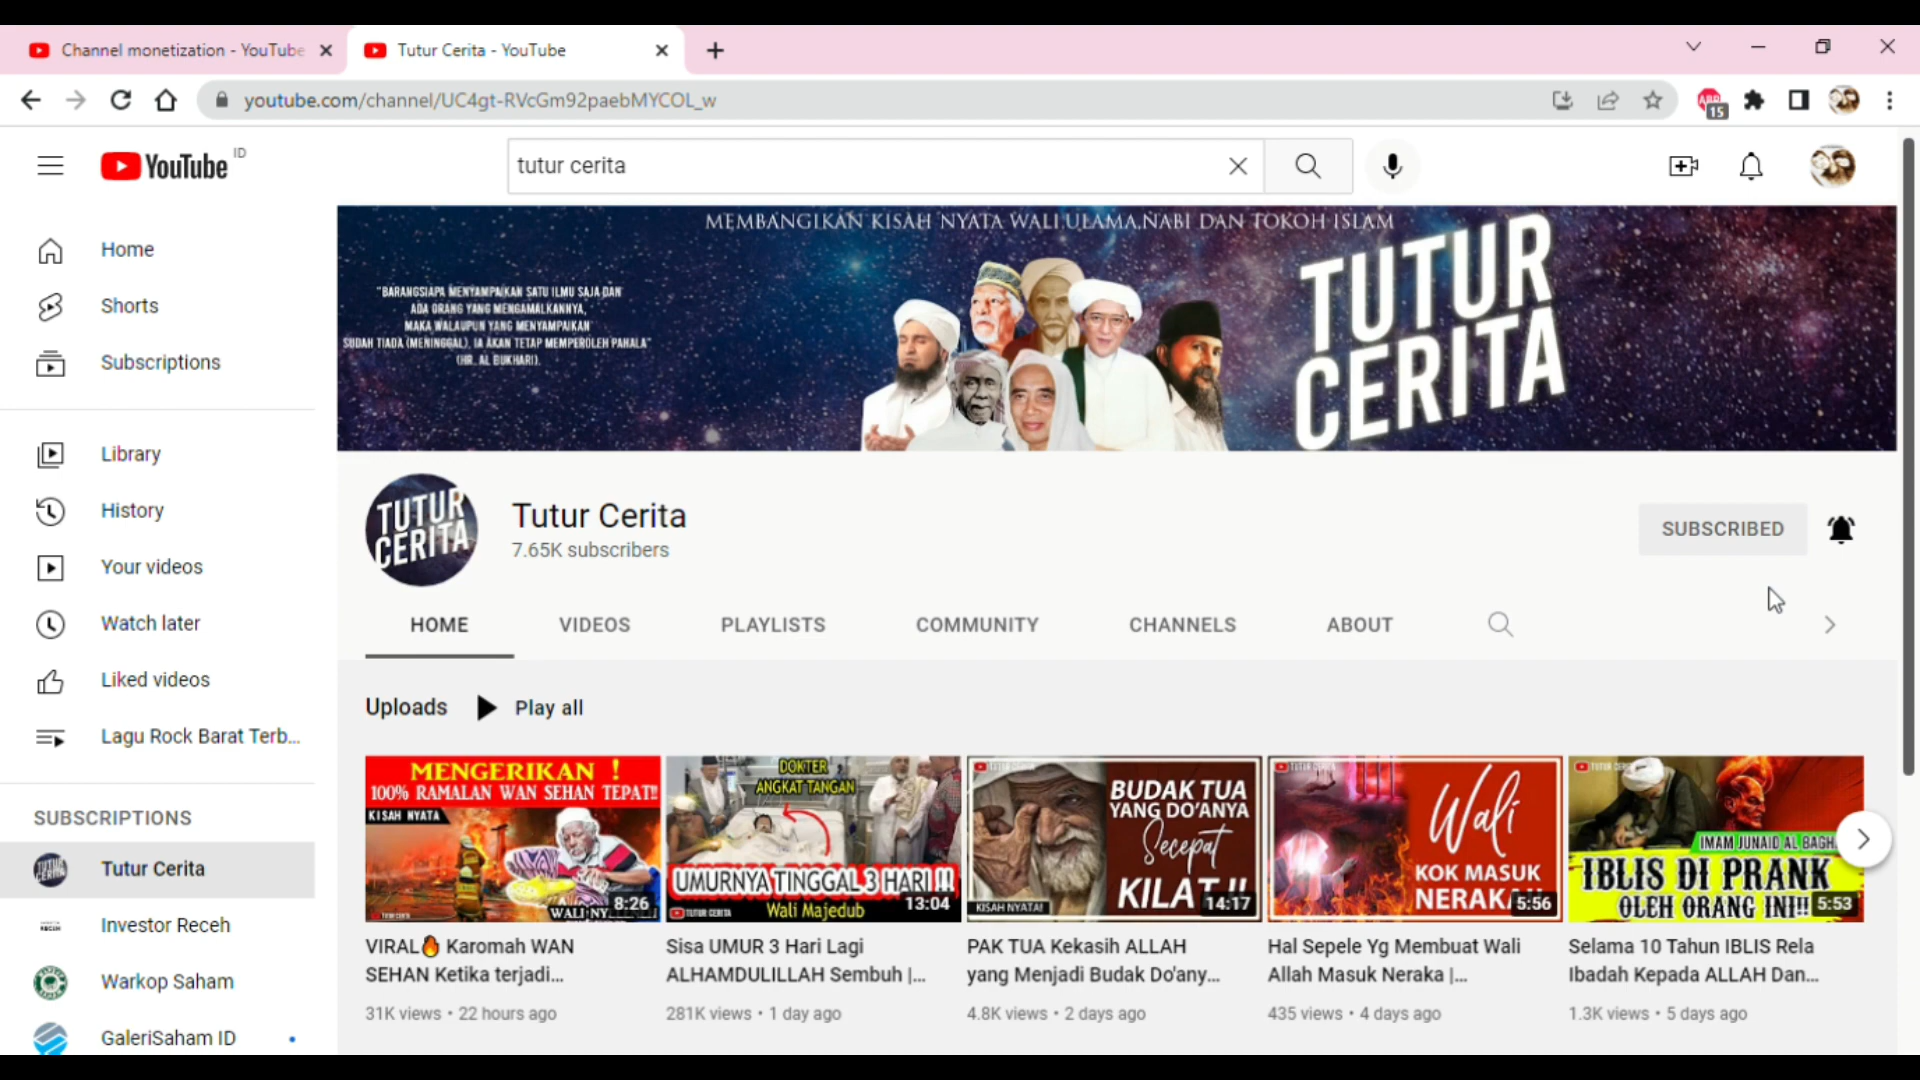 Channel monetization - YouTube
Tutur Cerita - YouTube
youtube.com/channel/UC4gt-RVcGm92paebMYCOL_w
ABP
15
YouTube
ID
tutur cerita
Home
Shorts
Subscriptions
Library
History
Your videos
Watch later
Liked videos
Lagu Rock Barat Terb...
SUBSCRIPTIONS
Tutur Cerita
Investor Receh
Warkop Saham
GaleriSaham ID
MEMBANGIKAN KISAH NYATA WALI,ULAMA,NABI DAN TOKOH ISLAM
"BARANGSIAPA MENYAMPAIKAN SATU ILMU SAJA DAN
ADA ORANG YANG MENGAMALKANNYA,
MAKA WALAUPUN YANG MENYAMPAIKAN
SUDAH TIADA (MENINGGAL), IA AKAN TETAP MEMPEROLEH PAHALA"
(HR. AL BUKHARI).
TUTUR
CERITA
TUTUR
CERITA
Tutur Cerita
7.65K subscribers
SUBSCRIBED
HOME
VIDEOS
PLAYLISTS
COMMUNITY
CHANNELS
ABOUT
Uploads
Play all
MENGERIKAN !
100% RAMALAN WAN SEHAN TEPAT!!
KISAH NYATA
8:26
VIRAL🔥 Karomah WAN
SEHAN Ketika terjadi...
31K views • 22 hours ago
DOKTER
ANGKAT TANGAN
UMURNYA TINGGAL 3 HARI !!!
TUTUR CERITA
Wali Majedub
13:04
Sisa UMUR 3 Hari Lagi
ALHAMDULILLAH Sembuh |...
281K views • 1 day ago
BUDAK TUA
YANG DO'ANYA
Secepat
KILAT !!
KISAH NYATA!
14:17
PAK TUA Kekasih ALLAH
yang Menjadi Budak Do'any...
4.8K views • 2 days ago
TUTUR CERITA
Wali
KOK MASUK
5:56
Hal Sepele Yg Membuat Wali
Allah Masuk Neraka |...
435 views • 4 days ago
IMAM JUNAID AL BAGH
IBLIS DI PRANK
OLEH ORANG INI!!
5:53
Selama 10 Tahun IBLIS Rela
Ibadah Kepada ALLAH Dan...
1.3K views • 5 days ago